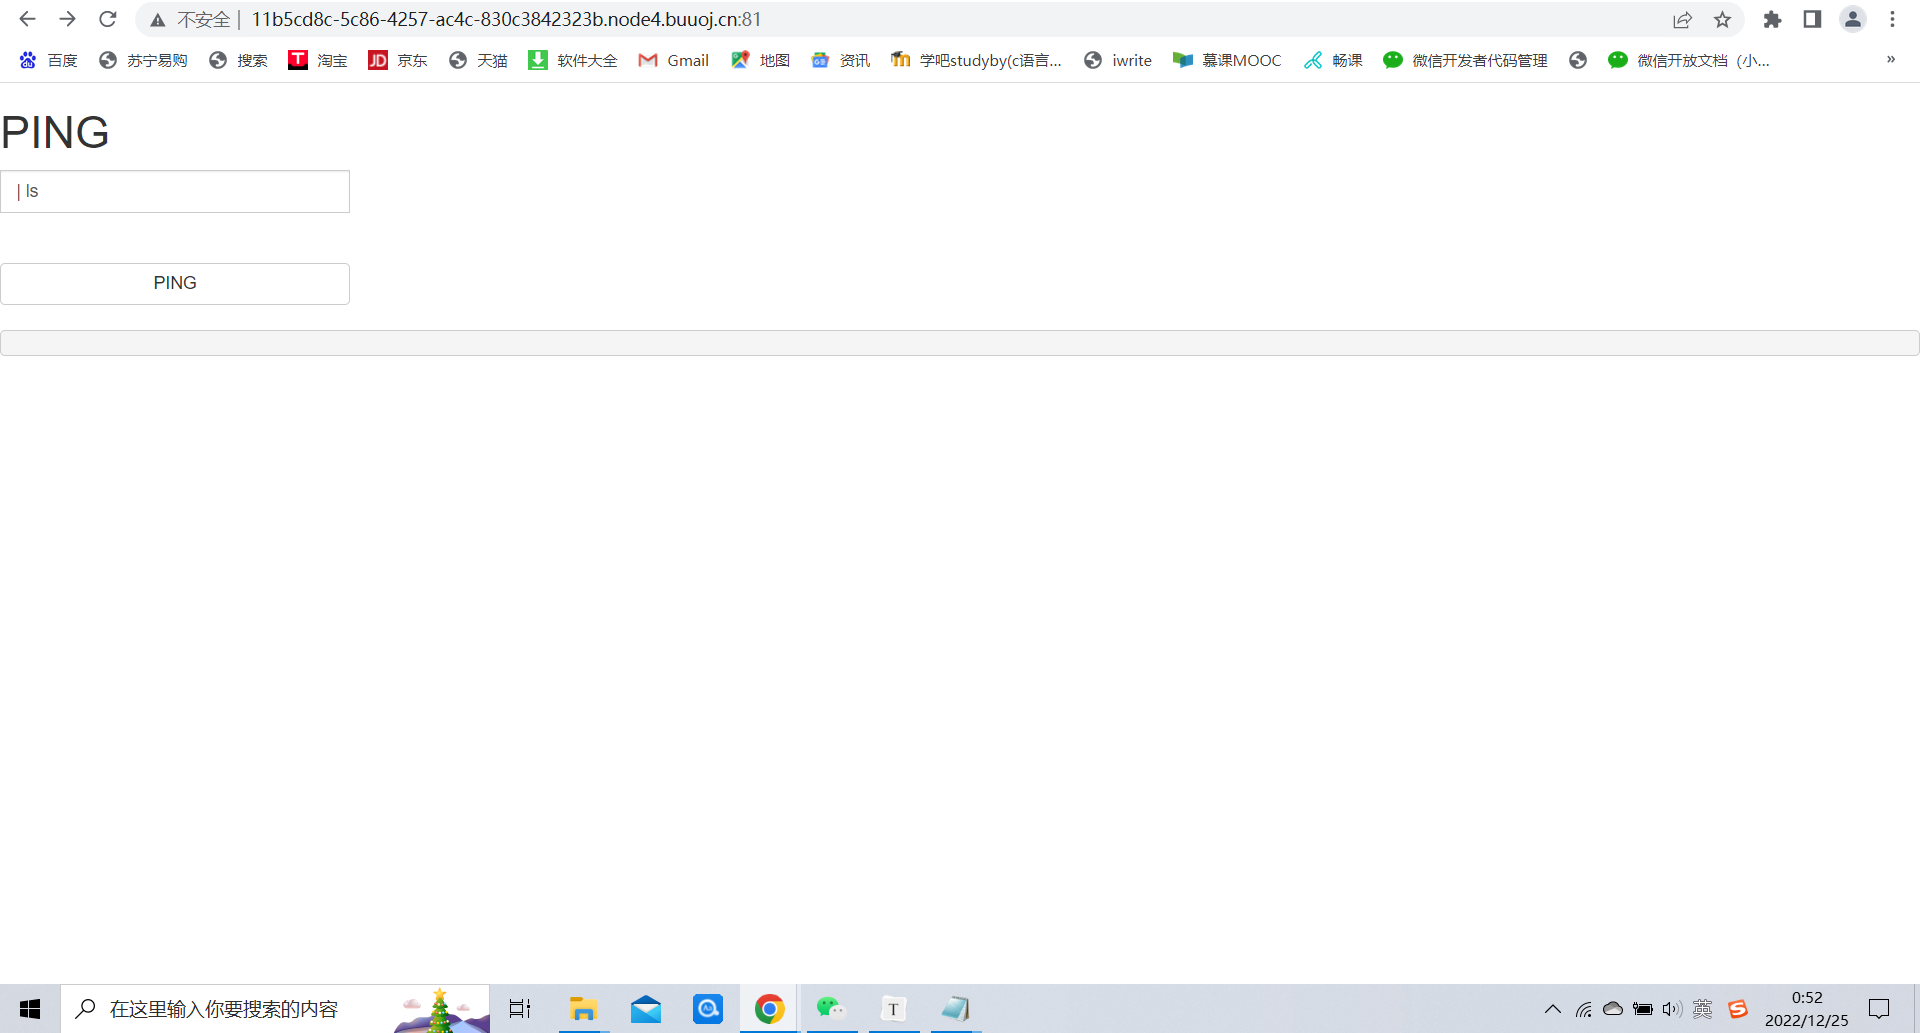 不安全 | 11b5cd8c-5c86-4257-ac4c-830c3842323b.node4.buuoj.cn:81
百度 苏宁易购 搜索 淘宝 京东 天猫 软件大全 Gmail 地图 资讯 学吧studyby(c语言... iwrite 慕课MOOC 畅课 微信开发者代码管理 微信开放文档（小... »
PING
| ls
PING
在这里输入你要搜索的内容 英 0:52
2022/12/25